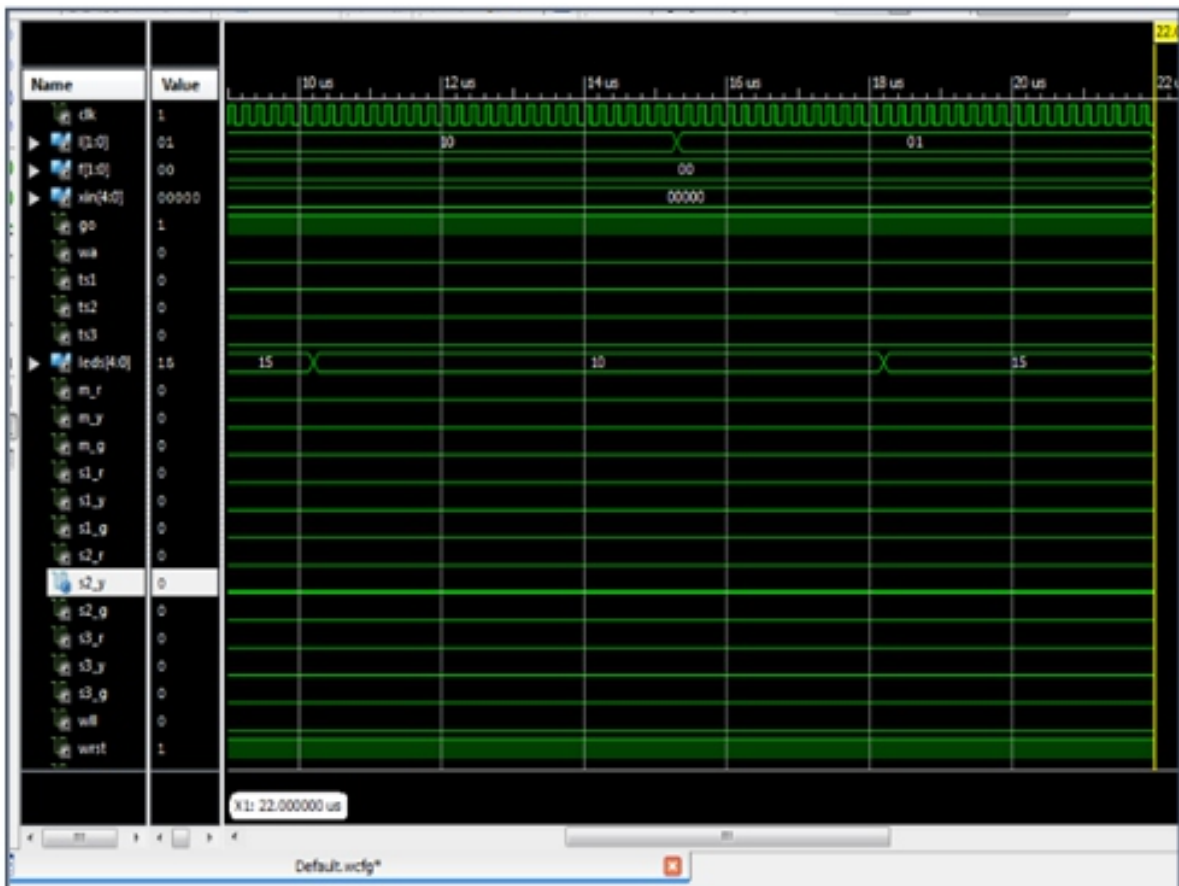 22.0
Name Value
10 us 12 us 14 us 16 us 18 us 20 us 22 u
clk 1
l[1:0] 01 10 01
f[1:0] 00 00
xin[4:0] 00000 00000
go 1
wa 0
ts1 0
ts2 0
ts3 0
leds[4:0] 15 15 10 15
m_r 0
m_y 0
m_g 0
s1_r 0
s1_y 0
s1_g 0
s2_r 0
s2_y 0
s2_g 0
s3_r 0
s3_y 0
s3_g 0
0
wrst 1
X1: 22.000000 us
Default.wcfg*